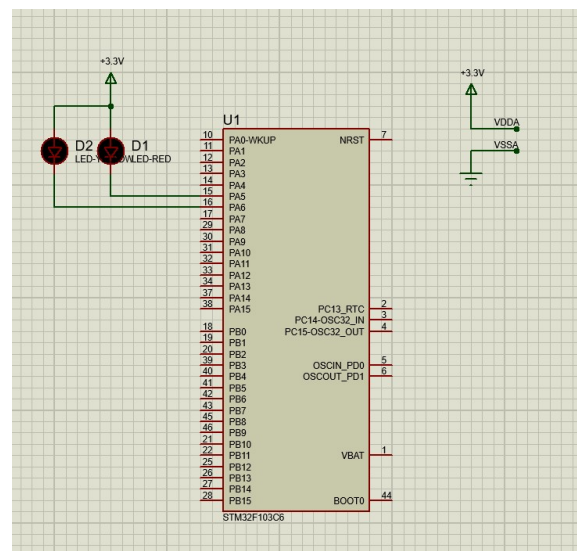 +3.3V
+3.3V
U1
D2
D1
LED-RED
VDDA
VSSA
10 PA0-WKUP NRST 7
11 PA1
12 PA2
13 PA3
14 PA4
15 PA5
16 PA6
17 PA7
29 PA8
30 PA9
31 PA10
32 PA11
33 PA12
34 PA13
37 PA14
38 PA15 PC13_RTC 2
PC14-OSC32_IN 3
18 PB0 PC15-OSC32_OUT 4
19 PB1
20 PB2
39 PB3 OSCIN_PD0 5
40 PB4 OSCOUT_PD1 6
41 PB5
42 PB6
43 PB7
45 PB8
46 PB9
21 PB10
22 PB11 VBAT 1
25 PB12
26 PB13
27 PB14
28 PB15 BOOT0 44
STM32F103C6